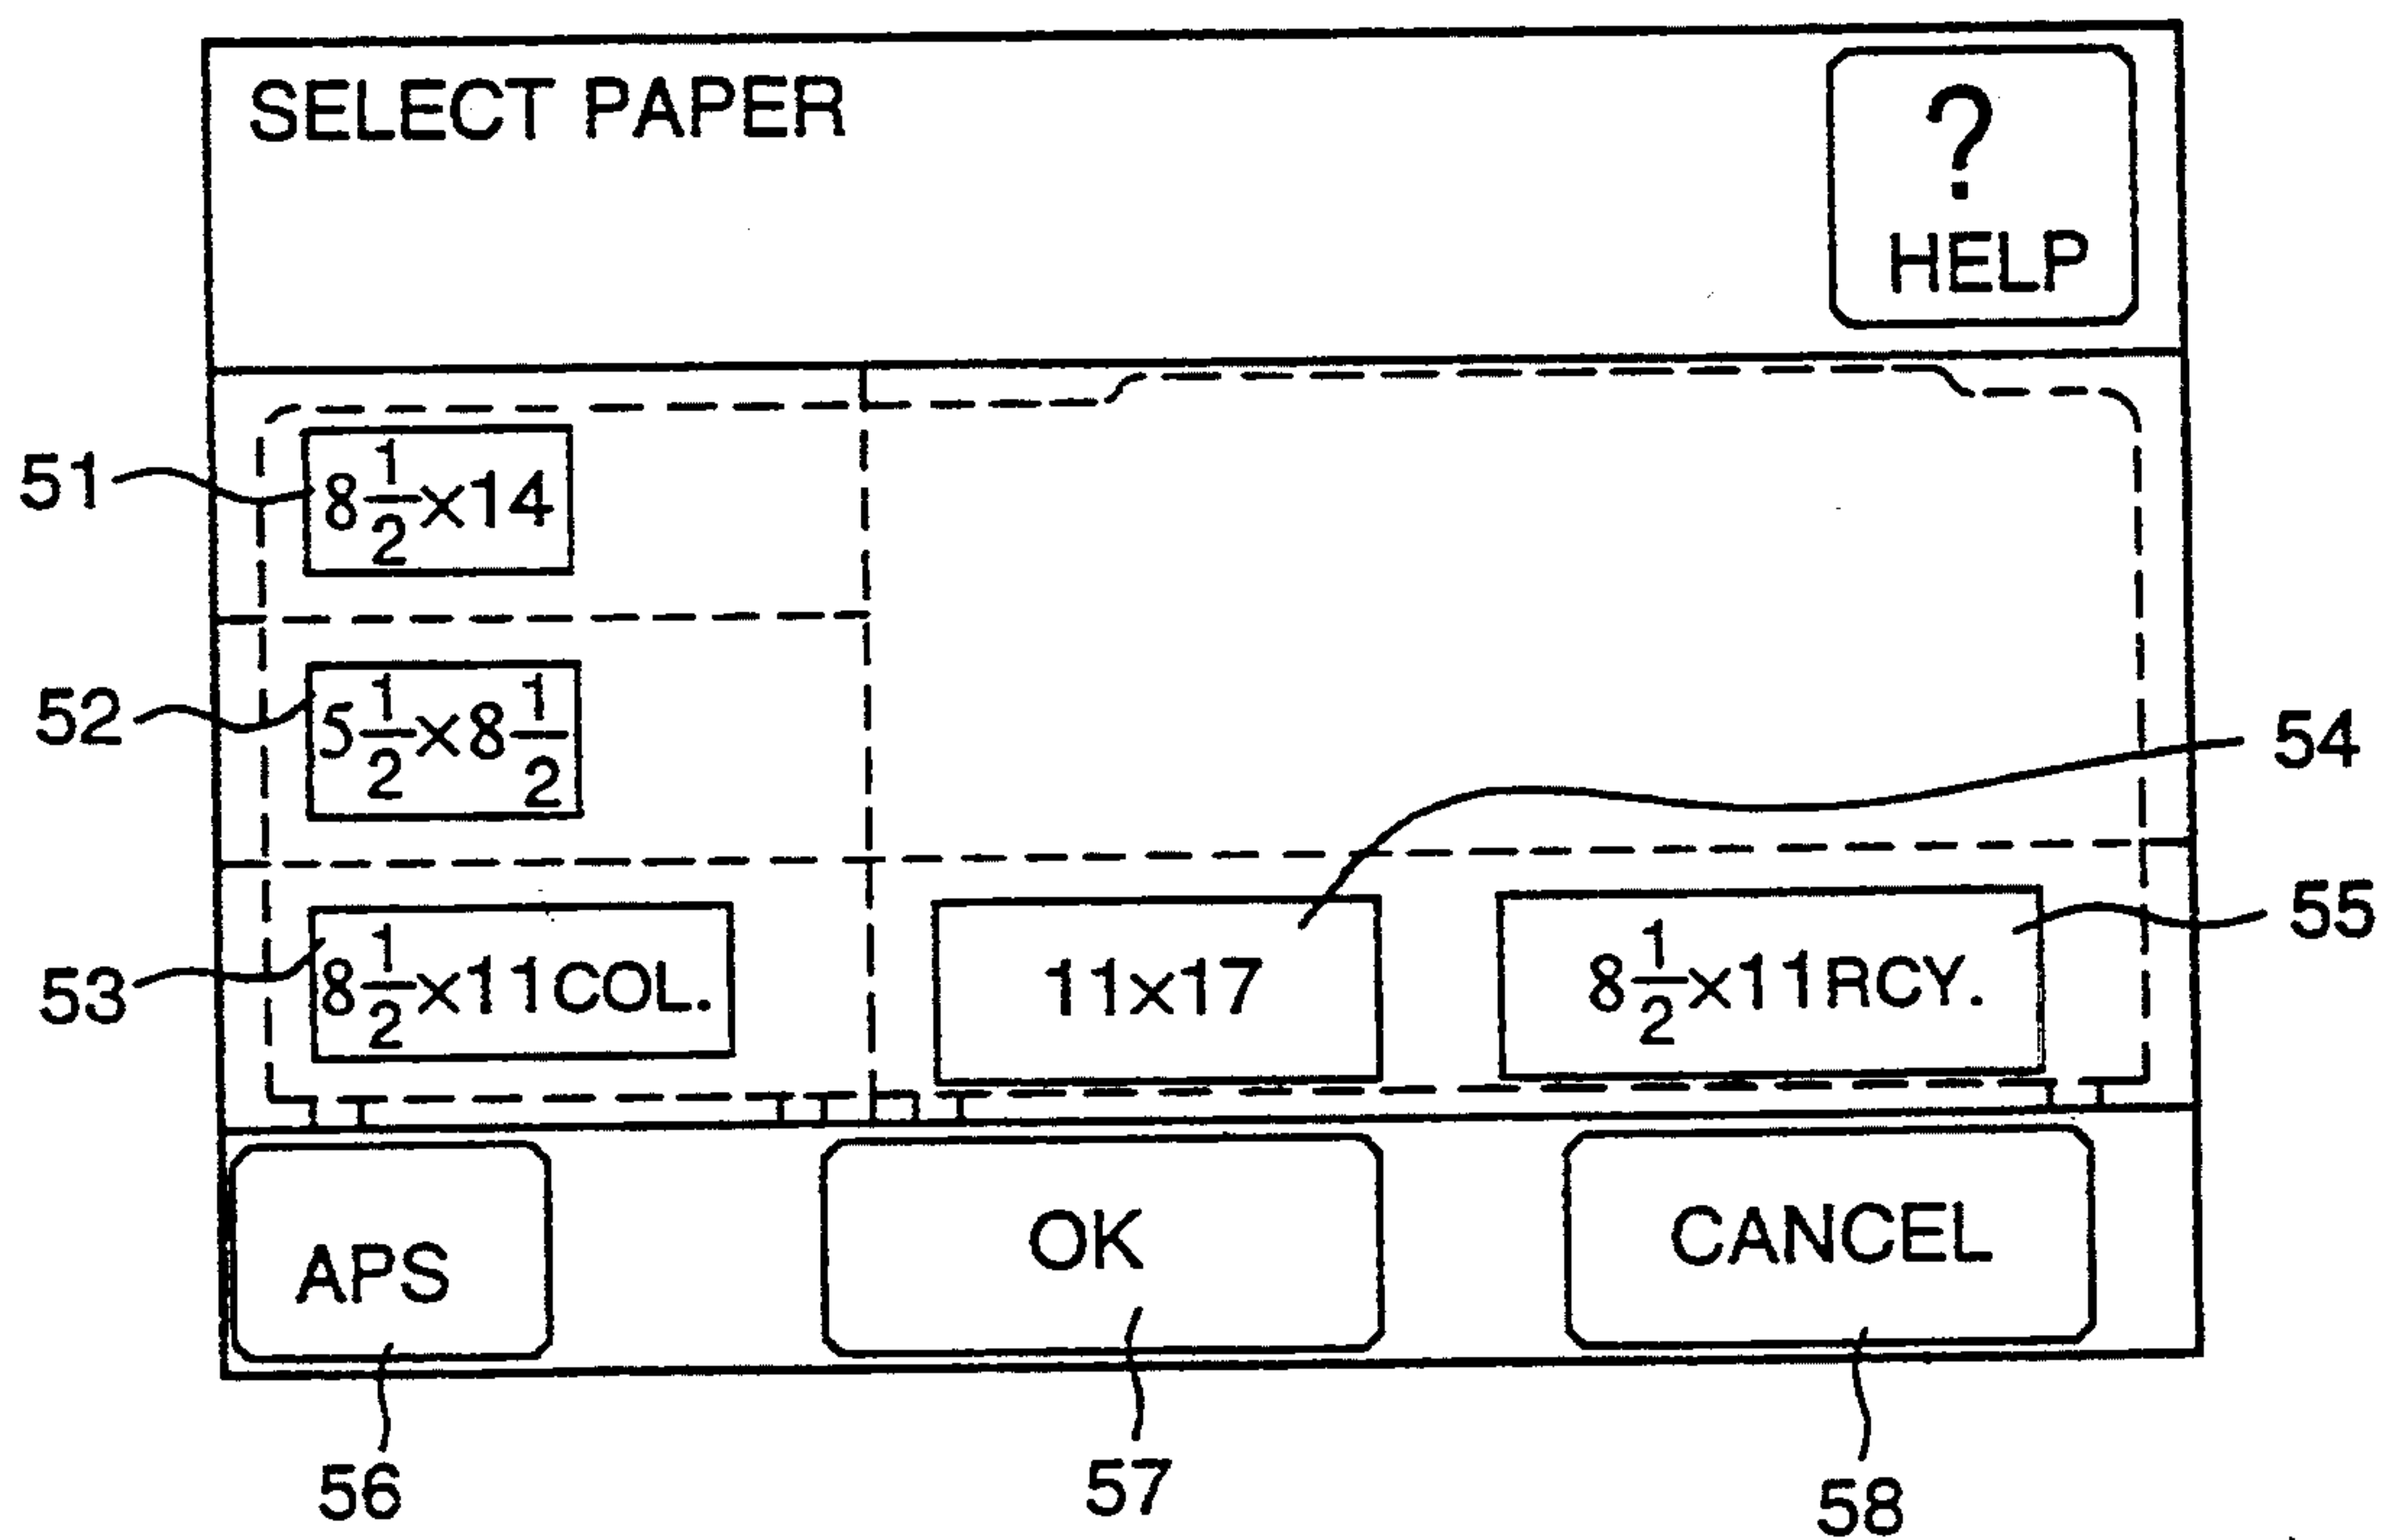 SELECT PAPER
?
HELP
51
8 1/2 ×14
52
5 1/2 ×8 1/2
54
53
8 1/2 ×11COL.
11×17
8 1/2 ×11RCY.
55
APS
OK
CANCEL
56
57
58